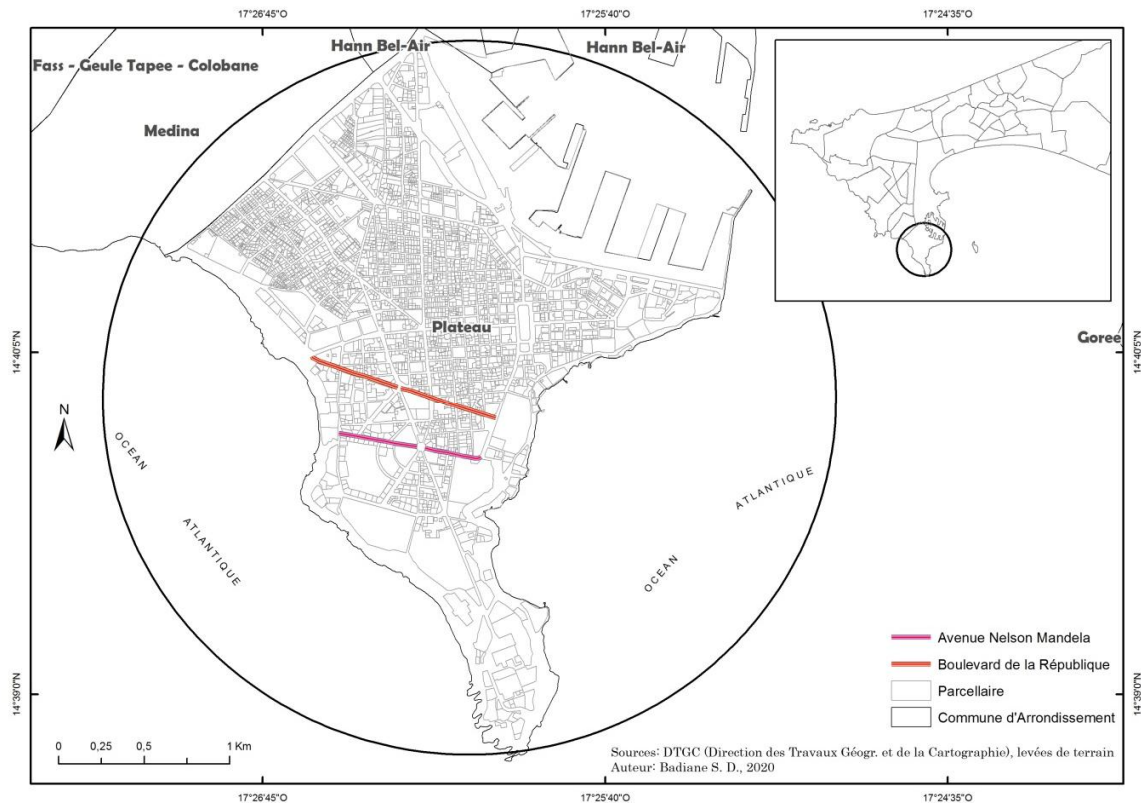 17°26'45"O 17°25'40"O 17°24'35"O
Hann Bel-Air Hann Bel-Air
Fass - Geule Tapee - Colobane
Medina
Plateau
Goree
14°40'5"N 14°40'5"N
N
OCEAN
ATLANTIQUE
ATLANTIQUE
OCEAN
Avenue Nelson Mandela
Boulevard de la République
Parcellaire
Commune d'Arrondissement
14°39'0"N 14°39'0"N
0 0,25 0,5 1 Km
Sources: DTGC (Direction des Travaux Géogr. et de la Cartographie), levées de terrain
Auteur: Badiane S. D., 2020
17°26'45"O 17°25'40"O 17°24'35"O